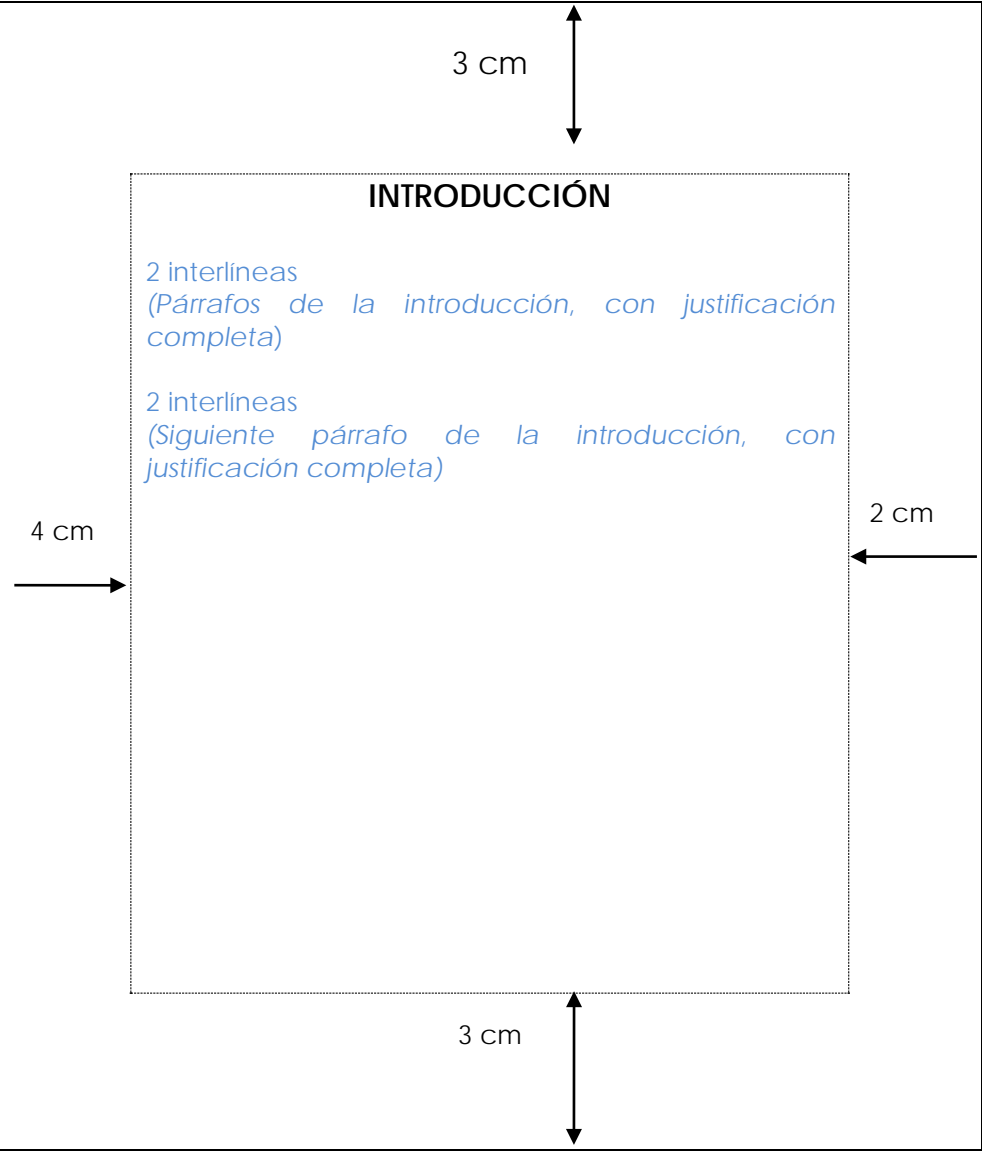 3 cm
INTRODUCCIÓN
2 interlíneas
(Párrafos de la introducción, con justificación
completa)
2 interlíneas
(Siguiente párrafo de la introducción, con
justificación completa)
4 cm
2 cm
3 cm